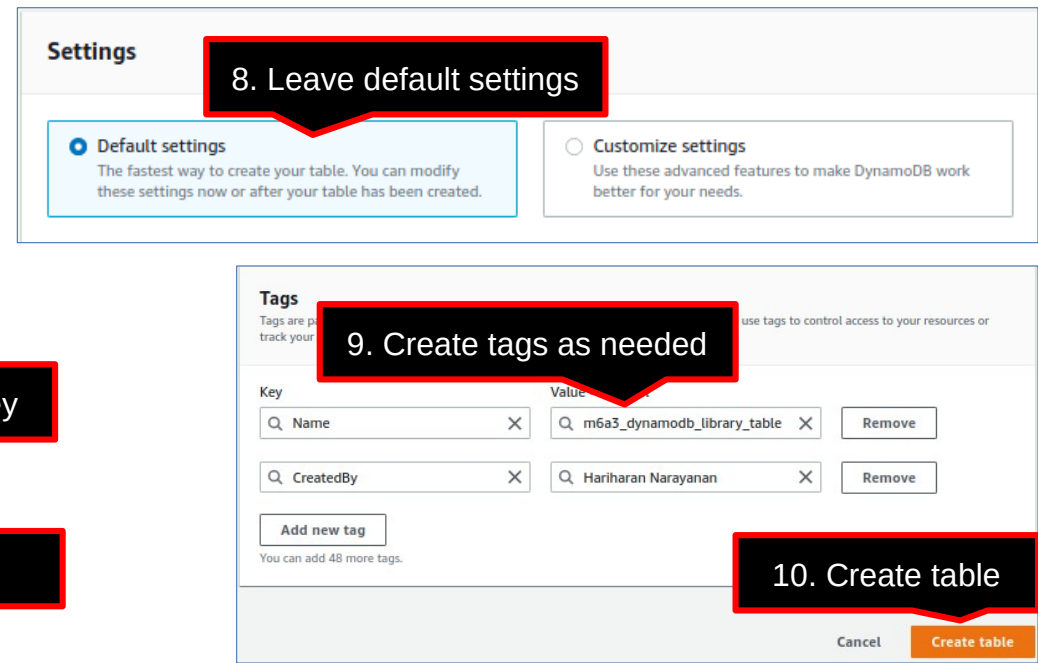 Settings
8. Leave default settings
Default settings
The fastest way to create your table. You can modify
these settings now or after your table has been created.
Customize settings
Use these advanced features to make DynamoDB work
better for your needs.
Tags
Tags are
use tags to control access to your resources or
track your
9. Create tags as needed
Key
Value
Name
m6a3_dynamodb_library_table
Remove
CreatedBy
Hariharan Narayanan
Remove
Add new tag
You can add 48 more tags.
10. Create table
Cancel
Create table